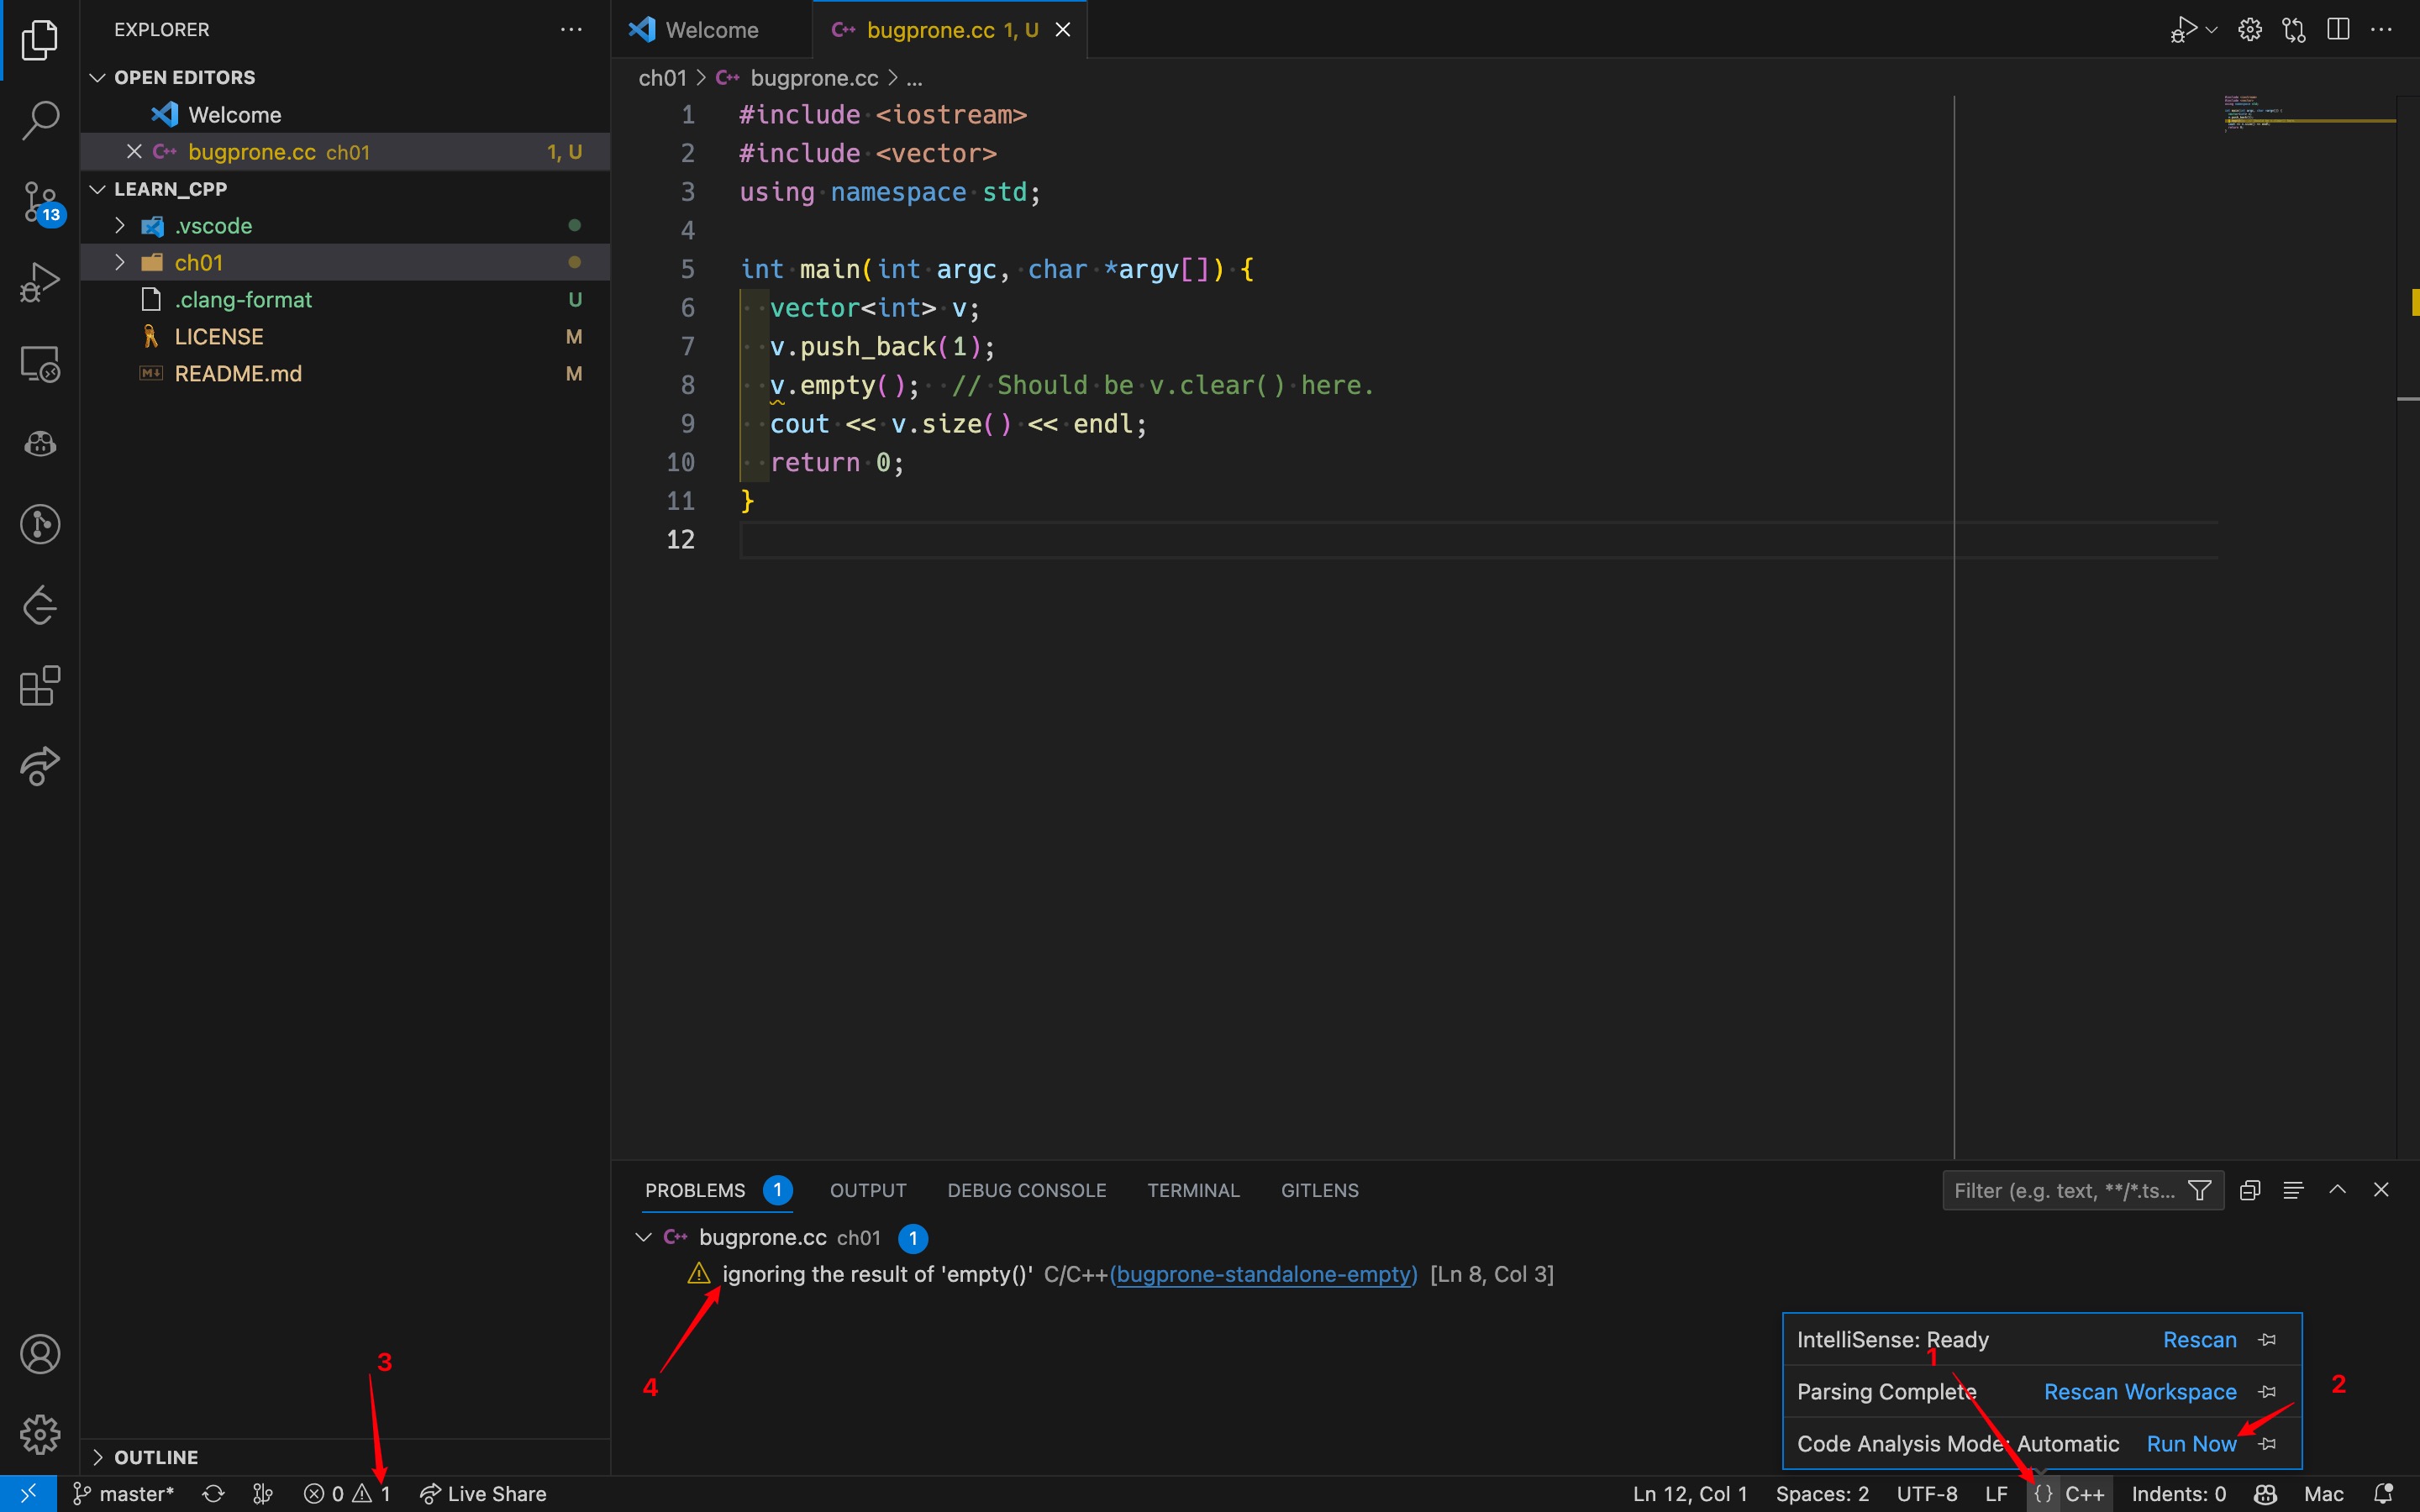 EXPLORER
OPEN EDITORS
Welcome
bugprone.cc ch01 1, U
LEARN_CPP
.vscode
ch01
.clang-format U
LICENSE M
README.md M
13
OUTLINE
Welcome
bugprone.cc 1, U
ch01 > bugprone.cc > ...
1 #include <iostream>
2 #include <vector>
3 using namespace std;
4
5 int main(int argc, char *argv[]) {
6 vector<int> v;
7 v.push_back(1);
8 v.empty(); // Should be v.clear() here.
9 cout << v.size() << endl;
10 return 0;
11 }
12
PROBLEMS 1 OUTPUT DEBUG CONSOLE TERMINAL GITLENS
Filter (e.g. text, **/*.ts...
bugprone.cc ch01 1
ignoring the result of 'empty()' C/C++(bugprone-standalone-empty) [Ln 8, Col 3]
3
4
1
2
IntelliSense: Ready Rescan
Parsing Complete Rescan Workspace
Code Analysis Mode: Automatic Run Now
master* 0 1 Live Share
Ln 12, Col 1 Spaces: 2 UTF-8 LF {} C++ Indents: 0 Mac